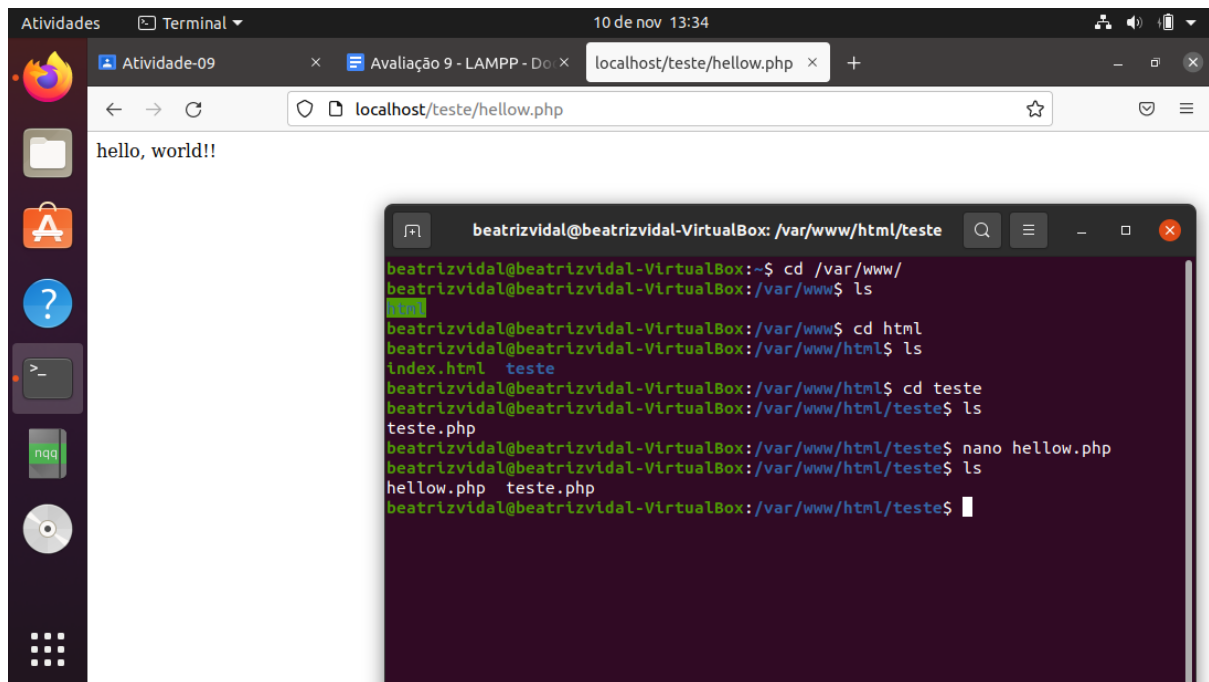 Atividades Terminal 10 de nov 13:34
Atividade-09 × Avaliação 9 - LAMPP - Do × localhost/teste/hellow.php ×
localhost/teste/hellow.php
hello, world!!
beatrizvidal@beatrizvidal-VirtualBox: /var/www/html/teste
beatrizvidal@beatrizvidal-VirtualBox:~$ cd /var/www/
beatrizvidal@beatrizvidal-VirtualBox:/var/www$ ls
html
beatrizvidal@beatrizvidal-VirtualBox:/var/www$ cd html
beatrizvidal@beatrizvidal-VirtualBox:/var/www/html$ ls
index.html  teste
beatrizvidal@beatrizvidal-VirtualBox:/var/www/html$ cd teste
beatrizvidal@beatrizvidal-VirtualBox:/var/www/html/teste$ ls
teste.php
beatrizvidal@beatrizvidal-VirtualBox:/var/www/html/teste$ nano hellow.php
beatrizvidal@beatrizvidal-VirtualBox:/var/www/html/teste$ ls
hellow.php  teste.php
beatrizvidal@beatrizvidal-VirtualBox:/var/www/html/teste$
nqq